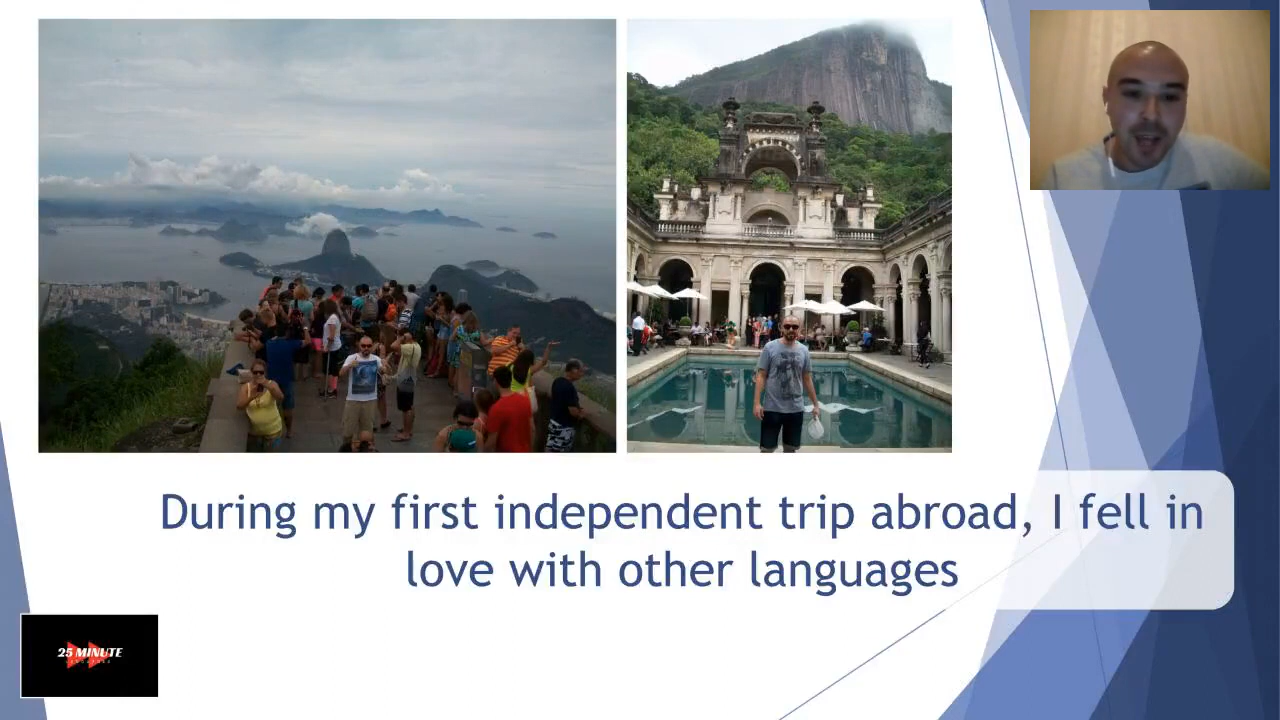 During my first independent trip abroad, I fell in
love with other languages
25 MINUTE